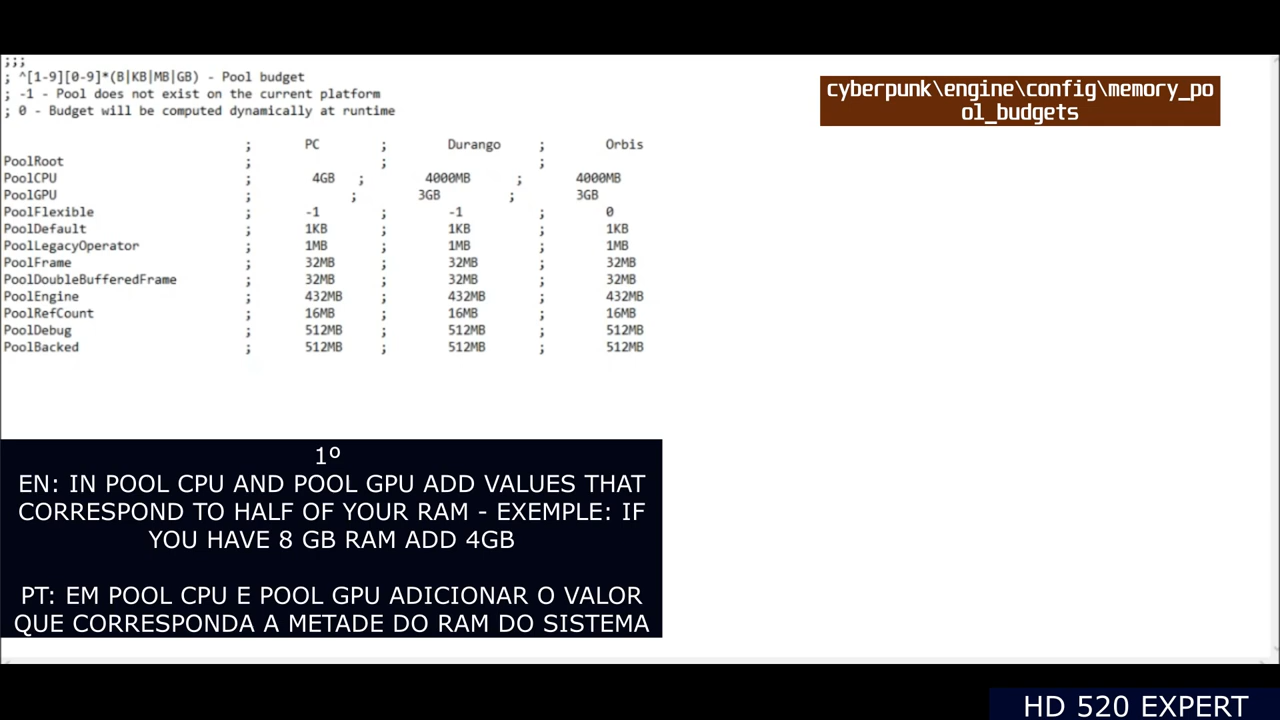 ;;;
; ^[1-9][0-9]*(B|KB|MB|GB) - Pool budget
; -1 - Pool does not exist on the current platform
; 0 - Budget will be computed dynamically at runtime
; PC ; Durango ; Orbis
PoolRoot ; ; ;
PoolCPU ; 4GB ; 4000MB ; 4000MB
PoolGPU ; ; 3GB ; 3GB
PoolFlexible ; -1 ; -1 ; 0
PoolDefault ; 1KB ; 1KB ; 1KB
PoolLegacyOperator ; 1MB ; 1MB ; 1MB
PoolFrame ; 32MB ; 32MB ; 32MB
PoolDoubleBufferedFrame ; 32MB ; 32MB ; 32MB
PoolEngine ; 432MB ; 432MB ; 432MB
PoolRefCount ; 16MB ; 16MB ; 16MB
PoolDebug ; 512MB ; 512MB ; 512MB
PoolBacked ; 512MB ; 512MB ; 512MB
cyberpunk\engine\config\memory_po
ol_budgets
1º
EN: IN POOL CPU AND POOL GPU ADD VALUES THAT
CORRESPOND TO HALF OF YOUR RAM - EXEMPLE: IF
YOU HAVE 8 GB RAM ADD 4GB
PT: EM POOL CPU E POOL GPU ADICIONAR O VALOR
QUE CORRESPONDA A METADE DO RAM DO SISTEMA
HD 520 EXPERT